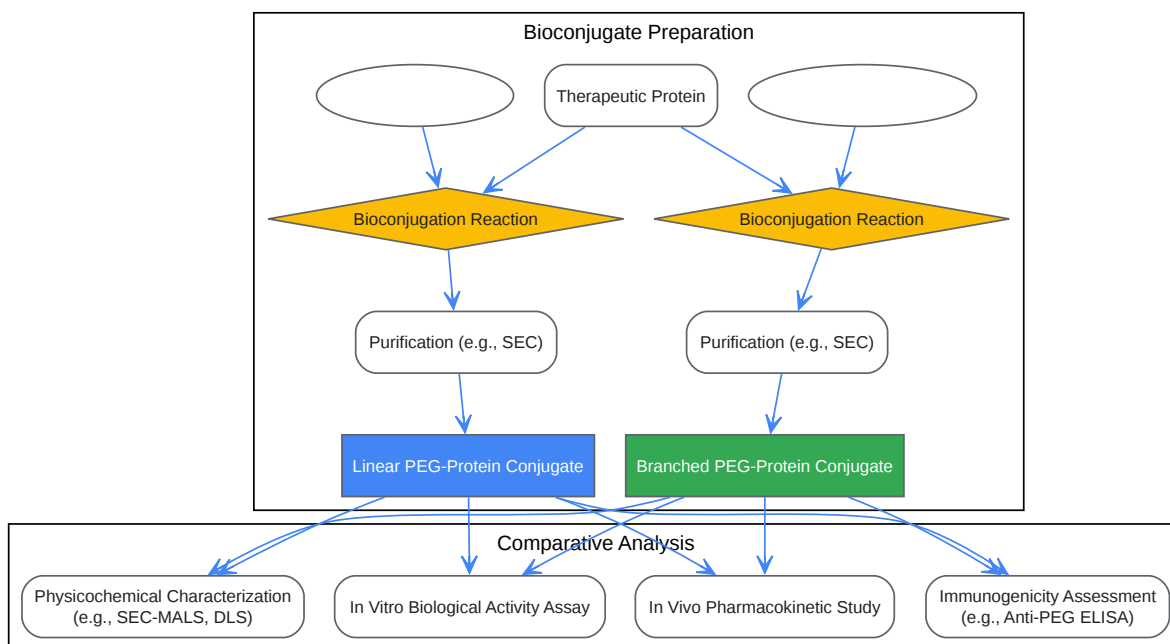 Bioconjugate Preparation
Therapeutic Protein
Bioconjugation Reaction
Bioconjugation Reaction
Purification (e.g., SEC)
Purification (e.g., SEC)
Linear PEG-Protein Conjugate
Branched PEG-Protein Conjugate
Comparative Analysis
Physicochemical Characterization
(e.g., SEC-MALS, DLS)
In Vitro Biological Activity Assay
In Vivo Pharmacokinetic Study
Immunogenicity Assessment
(e.g., Anti-PEG ELISA)